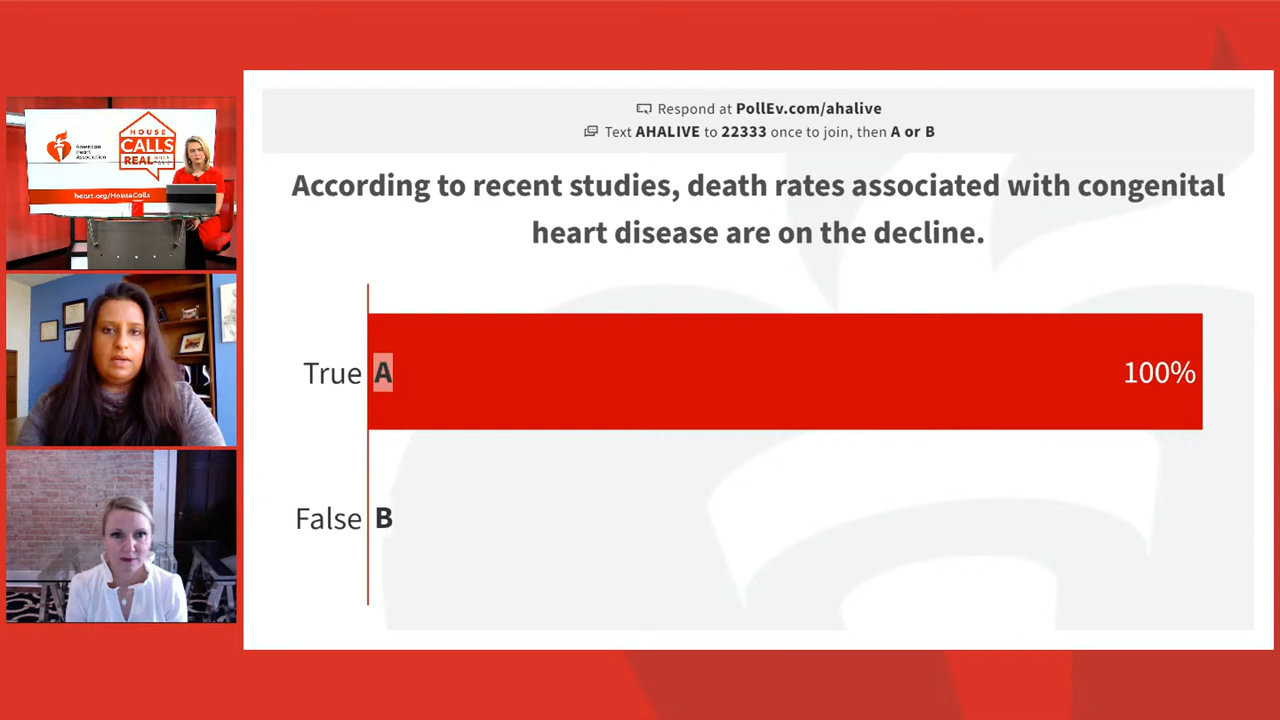 Respond at PollEv.com/ahalive
Text AHALIVE to 22333 once to join, then A or B
According to recent studies, death rates associated with congenital
heart disease are on the decline.
True A
100%
False B
American
Heart
Association
HOUSE
CALLS
REAL
heart.org/HouseCalls